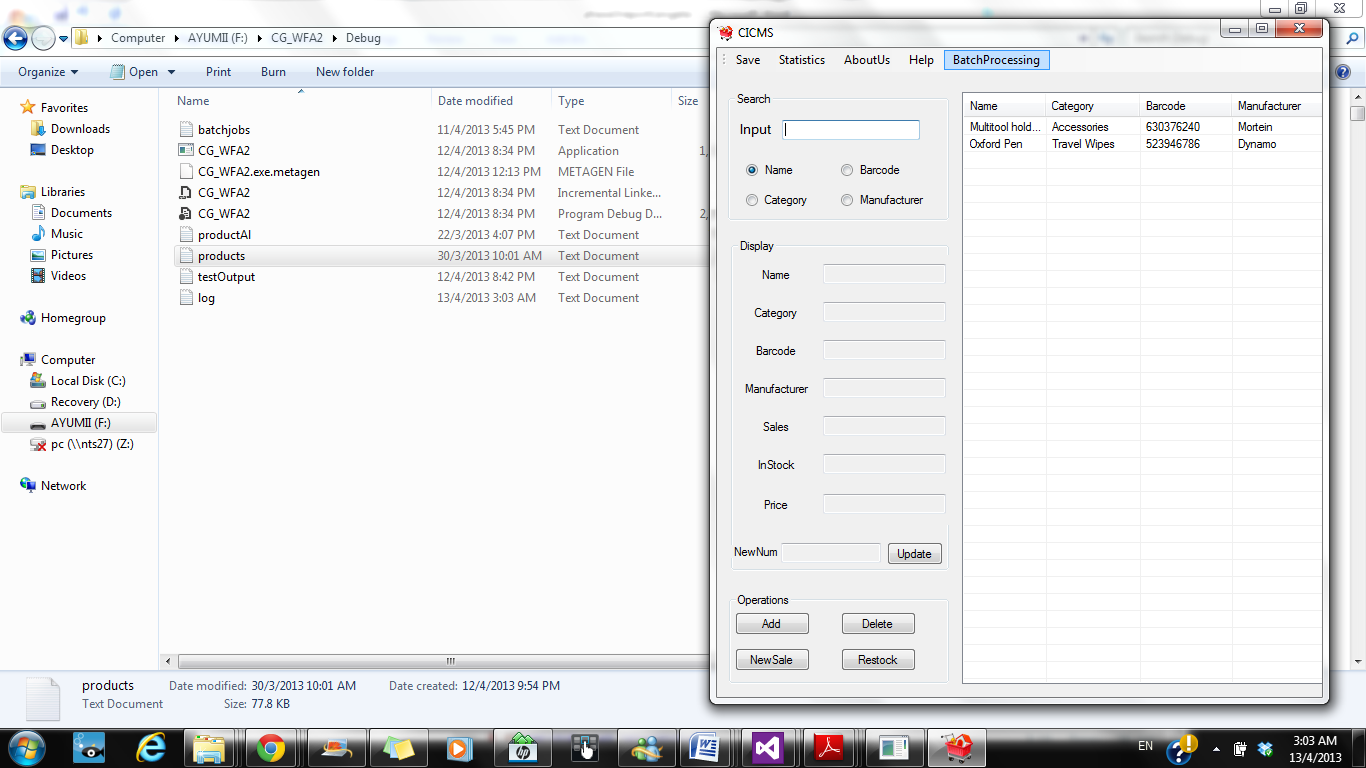 Computer AYUMII (F:) CG_WFA2 Debug
Organize Open Print Burn New folder
Favorites
Downloads
Desktop
Libraries
Documents
Music
Pictures
Videos
Homegroup
Computer
Local Disk (C:)
Recovery (D:)
AYUMII (F:)
pc (\\nts27) (Z:)
Network
Name Date modified Type Size
batchjobs 11/4/2013 5:45 PM Text Document
CG_WFA2 12/4/2013 8:34 PM Application 1,
CG_WFA2.exe.metagen 12/4/2013 12:13 PM METAGEN File
CG_WFA2 12/4/2013 8:34 PM Incremental Linke...
CG_WFA2 12/4/2013 8:34 PM Program Debug D... 2,
productAl 22/3/2013 4:07 PM Text Document
products 30/3/2013 10:01 AM Text Document
testOutput 12/4/2013 8:42 PM Text Document
log 13/4/2013 3:03 AM Text Document
products Date modified: 30/3/2013 10:01 AM Date created: 12/4/2013 9:54 PM
Text Document Size: 77.8 KB
CICMS
Save Statistics AboutUs Help BatchProcessing
Search
Input
Name Barcode
Category Manufacturer
Display
Name
Category
Barcode
Manufacturer
Sales
InStock
Price
NewNum Update
Operations
Add Delete
NewSale Restock
Name Category Barcode Manufacturer
Multitool hold... Accessories 630376240 Mortein
Oxford Pen Travel Wipes 523946786 Dynamo
EN 3:03 AM
13/4/2013